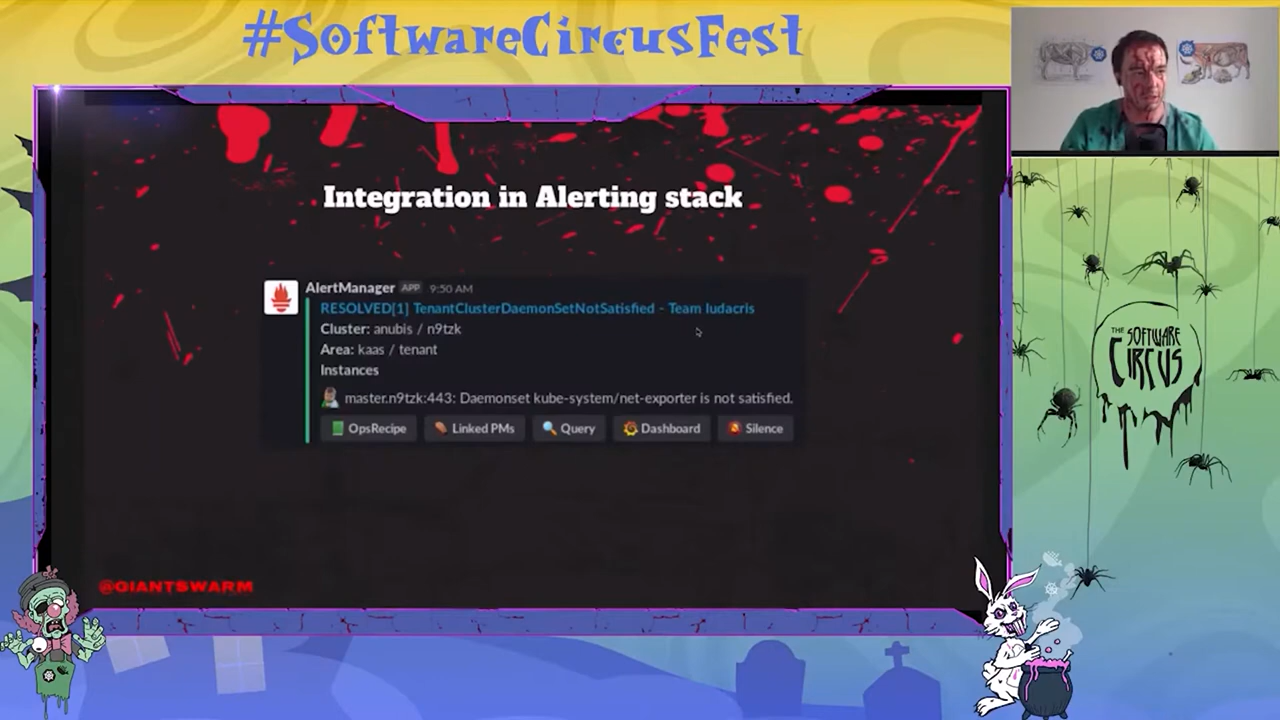 #SoftwareCircusFest
Integration in Alerting stack
AlertManager APP 9:50 AM
RESOLVED[1] TenantClusterDaemonSetNotSatisfied - Team ludacris
Cluster: anubis / n9tzk
Area: kaas / tenant
Instances
master.n9tzk:443: Daemonset kube-system/net-exporter is not satisfied.
OpsRecipe Linked PMs Query Dashboard Silence
@GIANTSWARM
THE SOFTWARE
CIRCUS